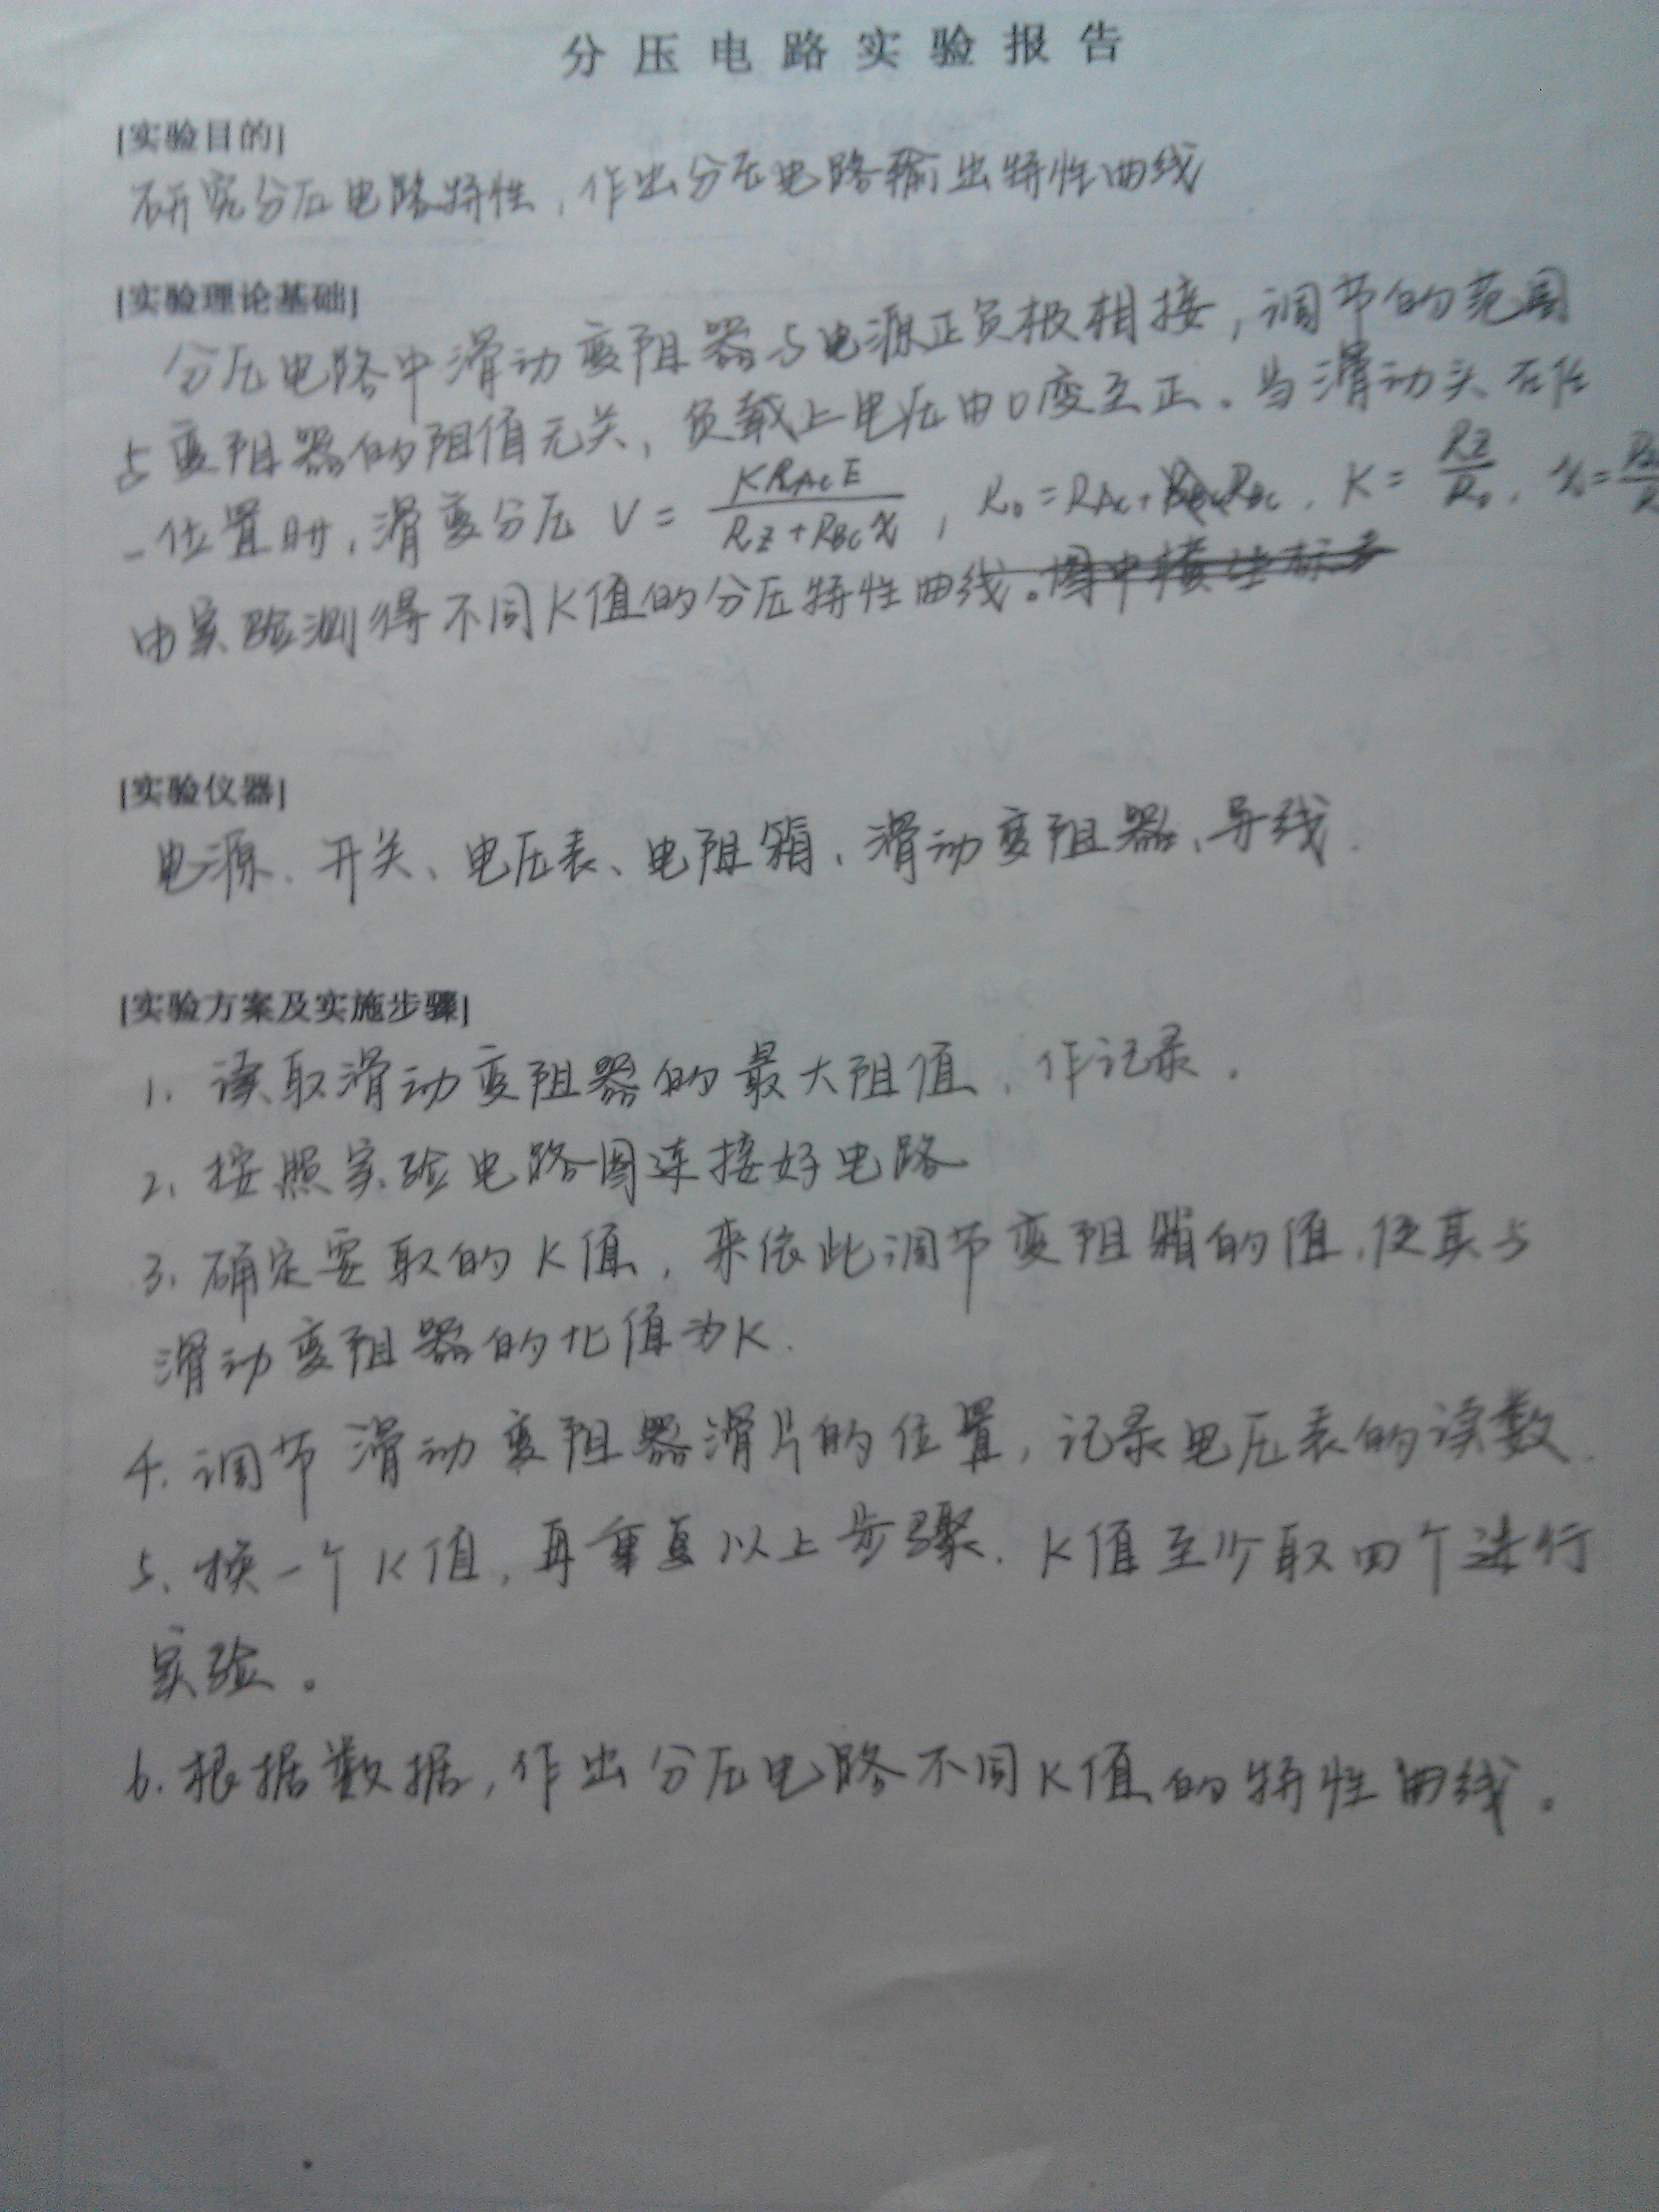 分压电路实验报告
[实验目的]
研究分压电路特性，作出分压电路输出特性曲线
[实验理论基础]
分压电路中滑动变阻器与电源正负极相接，调节的范围
与变阻器的阻值无关，负载上电压由0变至正。当滑动头在任
一位置时，滑变分压 V = KR_AC E / (R_Z + R_BC X)，R₀ = R_AC + R_BC，K = R_Z / R₀，X =
由实验测得不同K值的分压特性曲线。图中横坐标
[实验仪器]
电源、开关、电压表、电阻箱、滑动变阻器、导线.
[实验方案及实施步骤]
1、读取滑动变阻器的最大阻值，作记录.
2、按照实验电路图连接好电路
3、确定要取的K值，来依此调节变阻箱的值，使其与
滑动变阻器的比值为K.
4、调节滑动变阻器滑片的位置，记录电压表的读数.
5、换一个K值，再重复以上步骤. K值至少取四个进行
实验。
6、根据数据，作出分压电路不同K值的特性曲线。